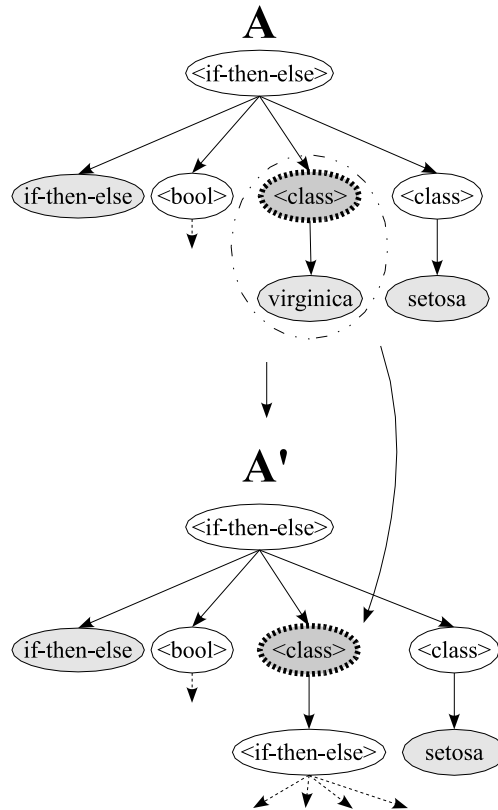 A
<if-then-else>
if-then-else <bool> <class> <class>
virginica setosa
A'
<if-then-else>
if-then-else <bool> <class> <class>
<if-then-else> setosa